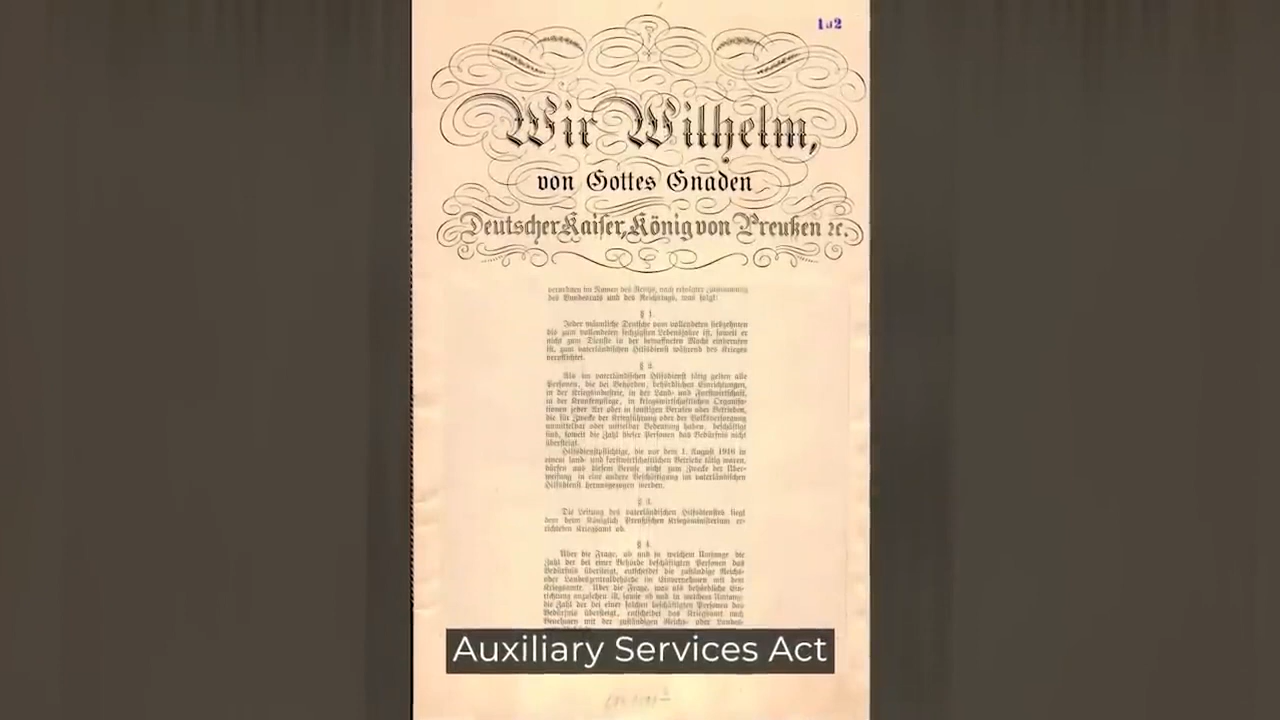 102
Wir Wilhelm,
von Gottes Gnaden
Deutscher Kaiser, König von Preußen ꝛc.
verordnen im Namen des Reichs, nach erfolgter Zustimmung
des Bundesrats und des Reichstags, was folgt:
§ 1.
Jeder männliche Deutsche vom vollendeten siebzehnten
bis zum vollendeten sechzigsten Lebensjahre ist, soweit er
nicht zum Dienste in der bewaffneten Macht einberufen
ist, zum vaterländischen Hilfsdienst während des Krieges
verpflichtet.
§ 2.
Als im vaterländischen Hilfsdienst tätig gelten alle
Personen, die bei Behörden, behördlichen Einrichtungen,
in der Kriegsindustrie, in der Land- und Forstwirtschaft,
in der Krankenpflege, in kriegswirtschaftlichen Organisa-
tionen jeder Art oder in sonstigen Berufen oder Betrieben,
die für Zwecke der Kriegführung oder der Volksversorgung
unmittelbar oder mittelbar Bedeutung haben, beschäftigt
sind, soweit die Zahl dieser Personen das Bedürfnis nicht
übersteigt.
Hilfsdienstpflichtige, die vor dem 1. August 1916 in
einem land- und forstwirtschaftlichen Betriebe tätig waren,
dürfen aus diesem Berufe nicht zum Zwecke der Über-
weisung in eine andere Beschäftigung im vaterländischen
Hilfsdienst herausgezogen werden.
§ 3.
Die Leitung des vaterländischen Hilfsdienstes liegt
dem beim Königlich Preußischen Kriegsministerium er-
richteten Kriegsamt ob.
§ 4.
Über die Frage, ob und in welchem Umfange die
Zahl der bei einer Behörde beschäftigten Personen das
Bedürfnis übersteigt, entscheidet die zuständige Reichs-
oder Landeszentralbehörde im Einvernehmen mit dem
Kriegsamte. Über die Frage, was als behördliche Ein-
richtung anzusehen ist, sowie ob und in welchem Umfang
die Zahl der bei einer solchen beschäftigten Personen das
Bedürfnis übersteigt, entscheidet das Kriegsamt nach
Benehmen mit der zuständigen Reichs- oder Landes-
Auxiliary Services Act